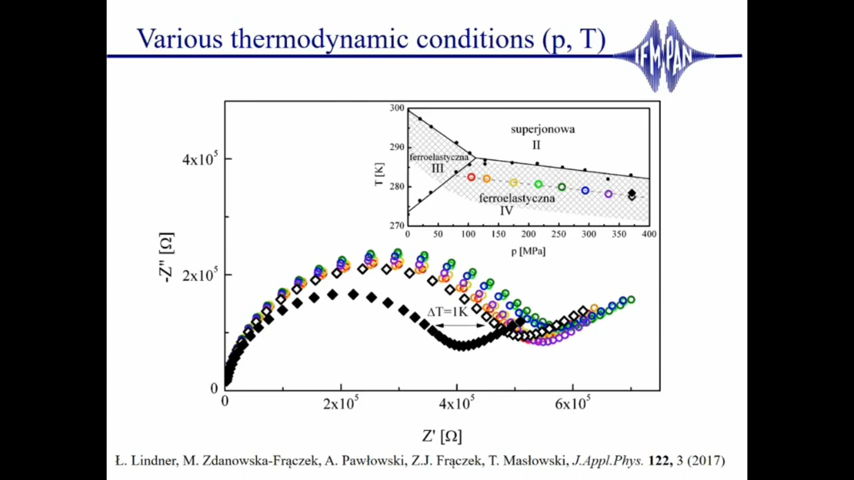 Various thermodynamic conditions (p, T)
IFM PAN
300
290
280
270
T [K]
superjonowa
II
ferroelastyczna
III
ferroelastyczna
IV
0
50
100
150
200
250
300
350
400
p [MPa]
4x10⁵
2x10⁵
0
-Z'' [Ω]
ΔT=1K
0
2x10⁵
4x10⁵
6x10⁵
Z' [Ω]
Ł. Lindner, M. Zdanowska-Frączek, A. Pawłowski, Z.J. Frączek, T. Masłowski, J.Appl.Phys. 122, 3 (2017)